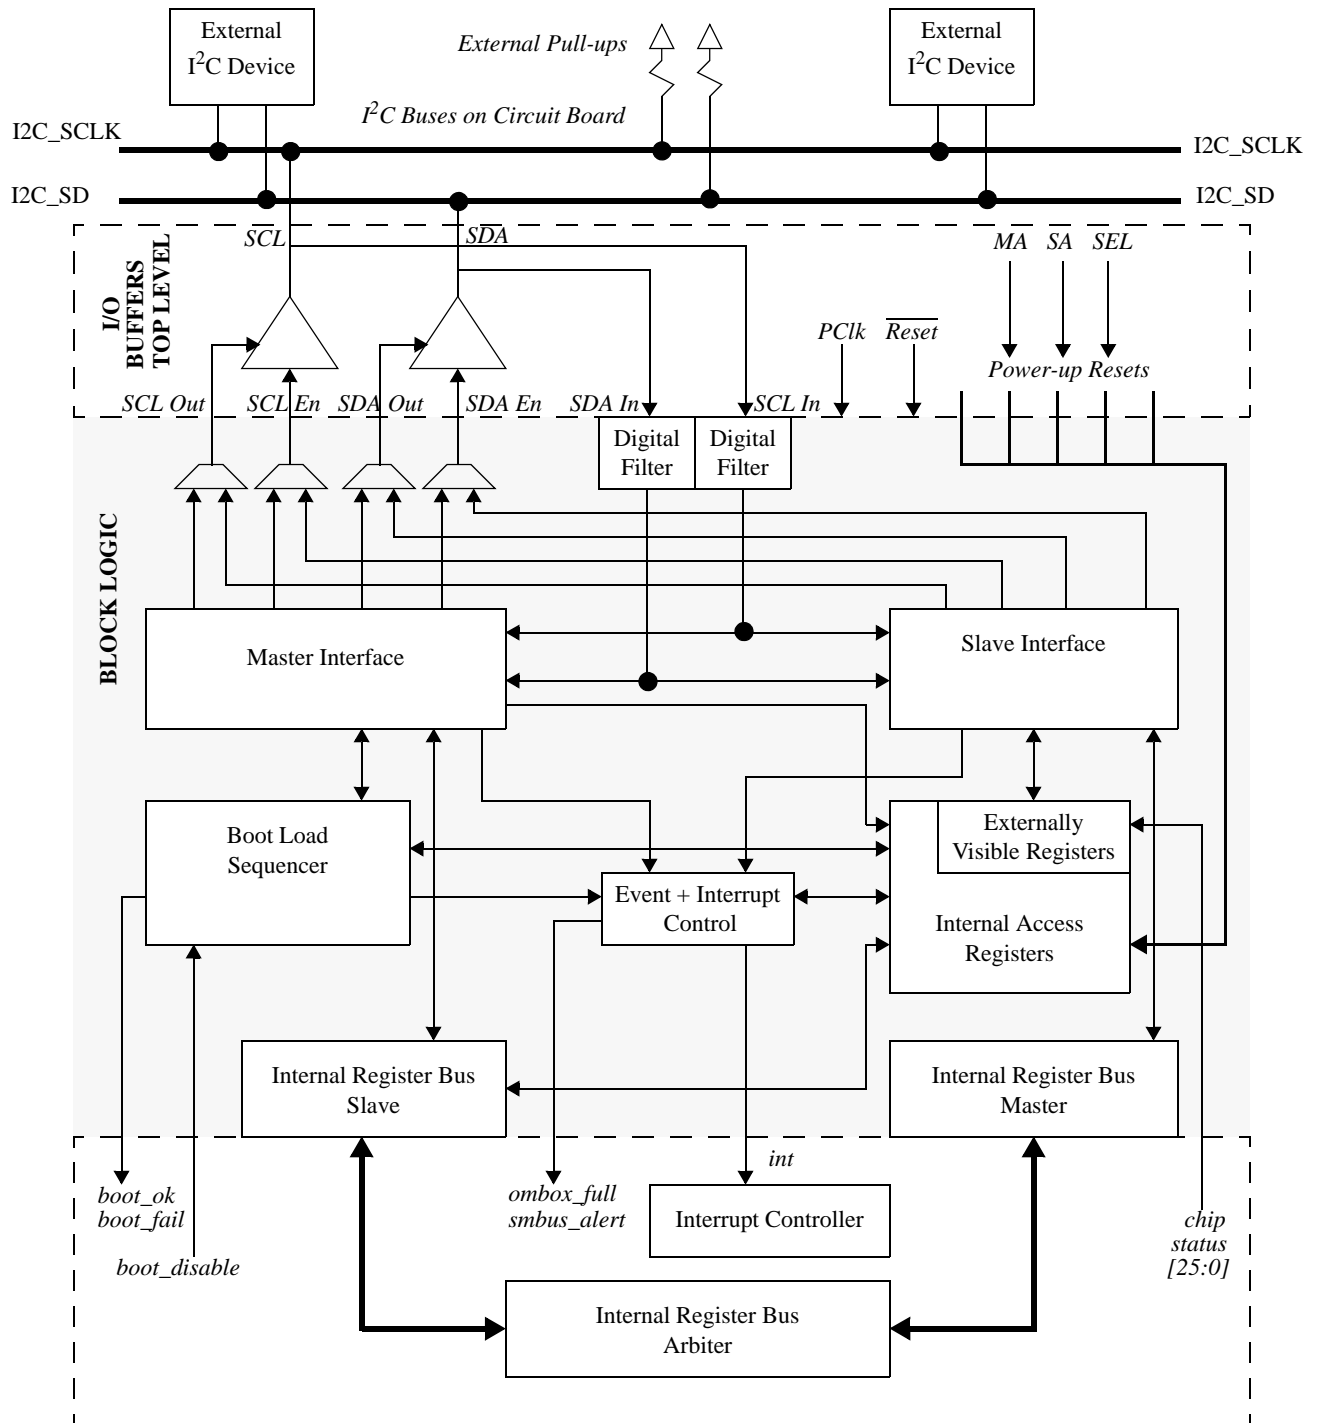 External
I²C Device
External Pull-ups
External
I²C Device
I²C Buses on Circuit Board
I2C_SCLK
I2C_SCLK
I2C_SD
I2C_SD
I/O
BUFFERS
TOP LEVEL
SCL
SDA
MA SA SEL
PClk
Reset
Power-up Resets
SCL Out
SCL En
SDA Out
SDA En
SDA In
SCL In
Digital
Filter
Digital
Filter
BLOCK LOGIC
Master Interface
Slave Interface
Boot Load
Sequencer
Externally
Visible Registers
Event + Interrupt
Control
Internal Access
Registers
Internal Register Bus
Slave
Internal Register Bus
Master
int
boot_ok
boot_fail
boot_disable
ombox_full
smbus_alert
Interrupt Controller
chip
status
[25:0]
Internal Register Bus
Arbiter